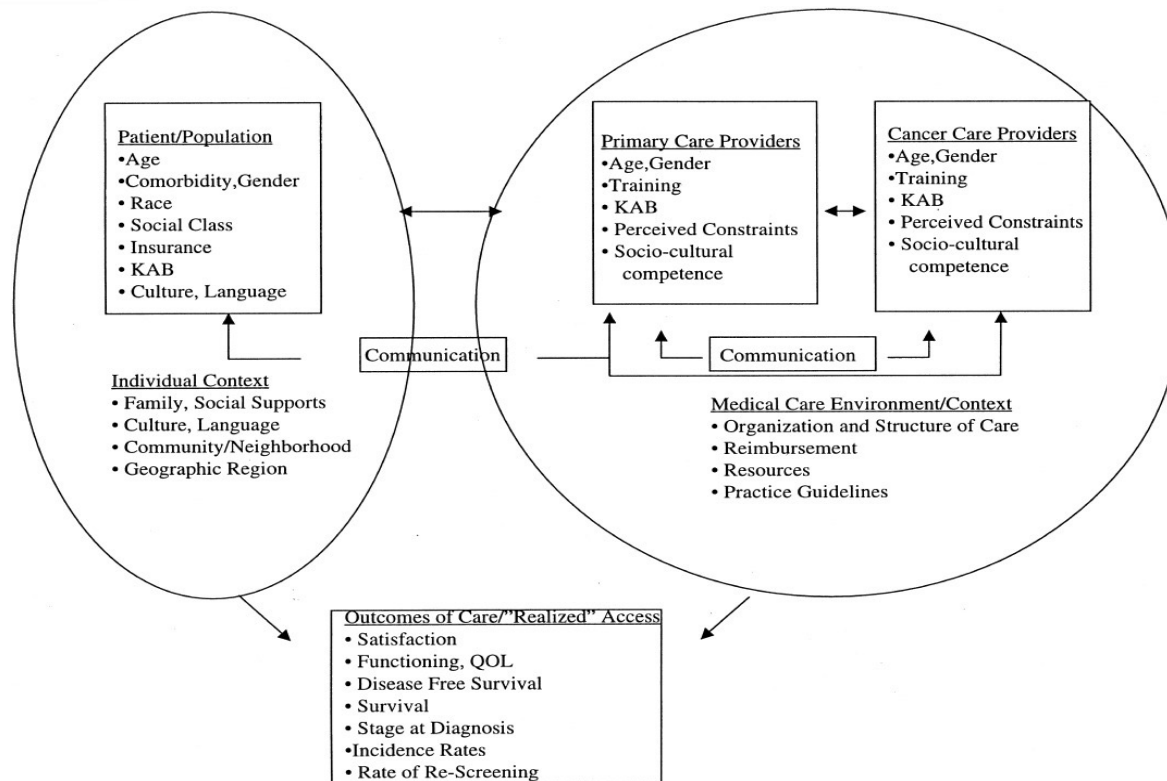 Patient/Population
•Age
•Comorbidity,Gender
• Race
• Social Class
• Insurance
• KAB
• Culture, Language
Primary Care Providers
•Age,Gender
•Training
• KAB
• Perceived Constraints
• Socio-cultural
competence
Cancer Care Providers
•Age,Gender
•Training
• KAB
• Perceived Constraints
• Socio-cultural
competence
Communication
Communication
Individual Context
• Family, Social Supports
• Culture, Language
• Community/Neighborhood
• Geographic Region
Medical Care Environment/Context
• Organization and Structure of Care
• Reimbursement
• Resources
• Practice Guidelines
Outcomes of Care/"Realized" Access
• Satisfaction
• Functioning, QOL
• Disease Free Survival
• Survival
• Stage at Diagnosis
•Incidence Rates
• Rate of Re-Screening